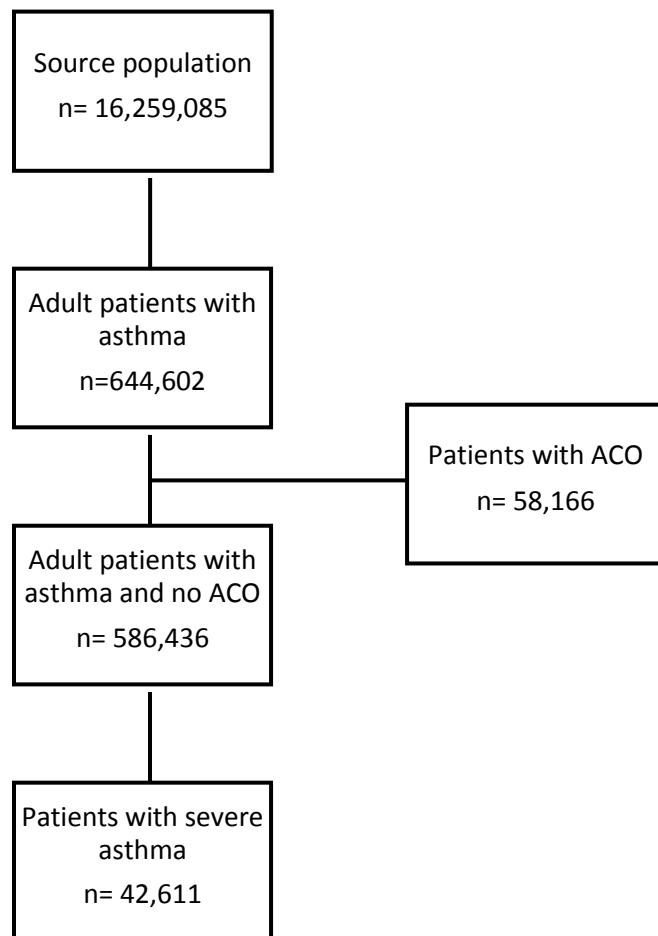 Source population
n= 16,259,085
Adult patients with
asthma
n=644,602
Patients with ACO
n= 58,166
Adult patients with
asthma and no ACO
n= 586,436
Patients with severe
asthma
n= 42,611